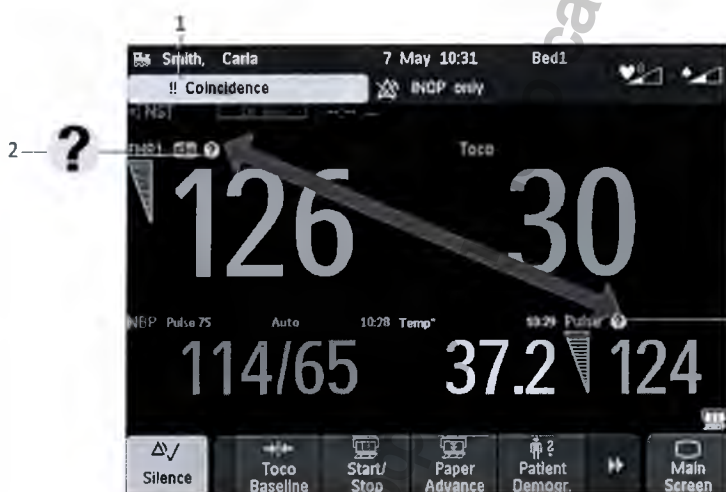 1
Smith, Carla 7 May 10:31 Bed1
!! Coincidence INOP only
2 ?
FHR1 ? Toco
126 30
NBP Pulse 75 Auto 10:28 Temp° 10:29 Pulse ?
114/65 37.2 124
Silence
Toco Baseline
Start/ Stop
Paper Advance
Patient Demogr.
Main Screen